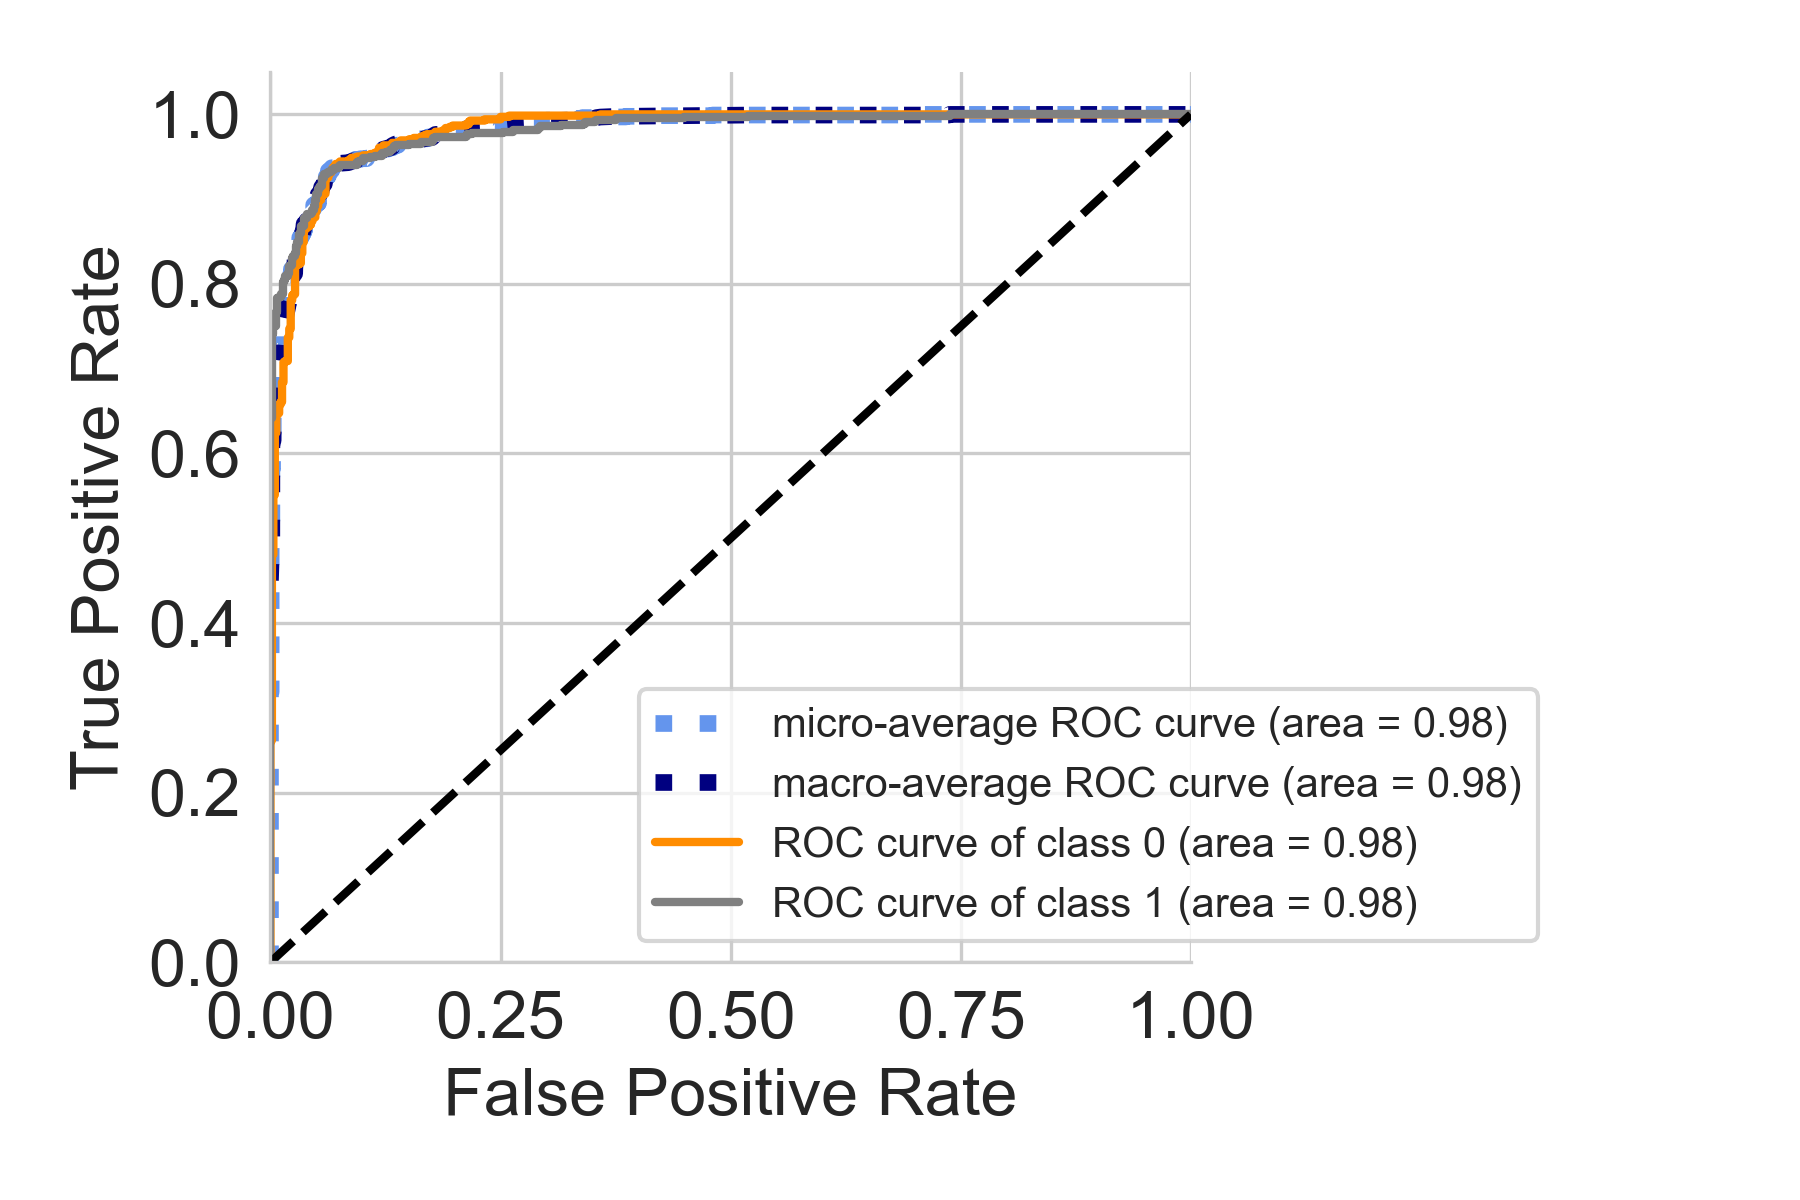 True Positive Rate
1.0
0.8
0.6
0.4
0.2
0.0
0.00 0.25 0.50 0.75 1.00
False Positive Rate
micro-average ROC curve (area = 0.98)
macro-average ROC curve (area = 0.98)
ROC curve of class 0 (area = 0.98)
ROC curve of class 1 (area = 0.98)